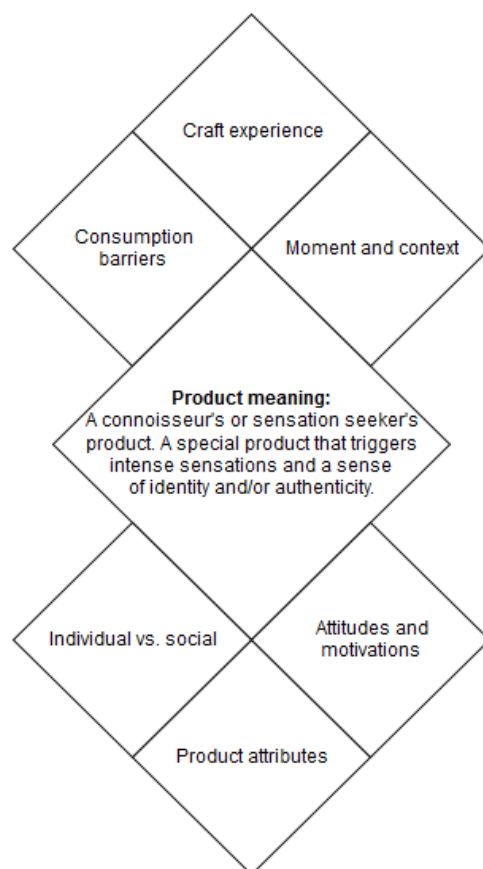 Craft experience
Consumption
barriers
Moment and context
Product meaning:
A connoisseur's or sensation seeker's
product. A special product that triggers
intense sensations and a sense
of identity and/or authenticity.
Individual vs. social
Attitudes and
motivations
Product attributes